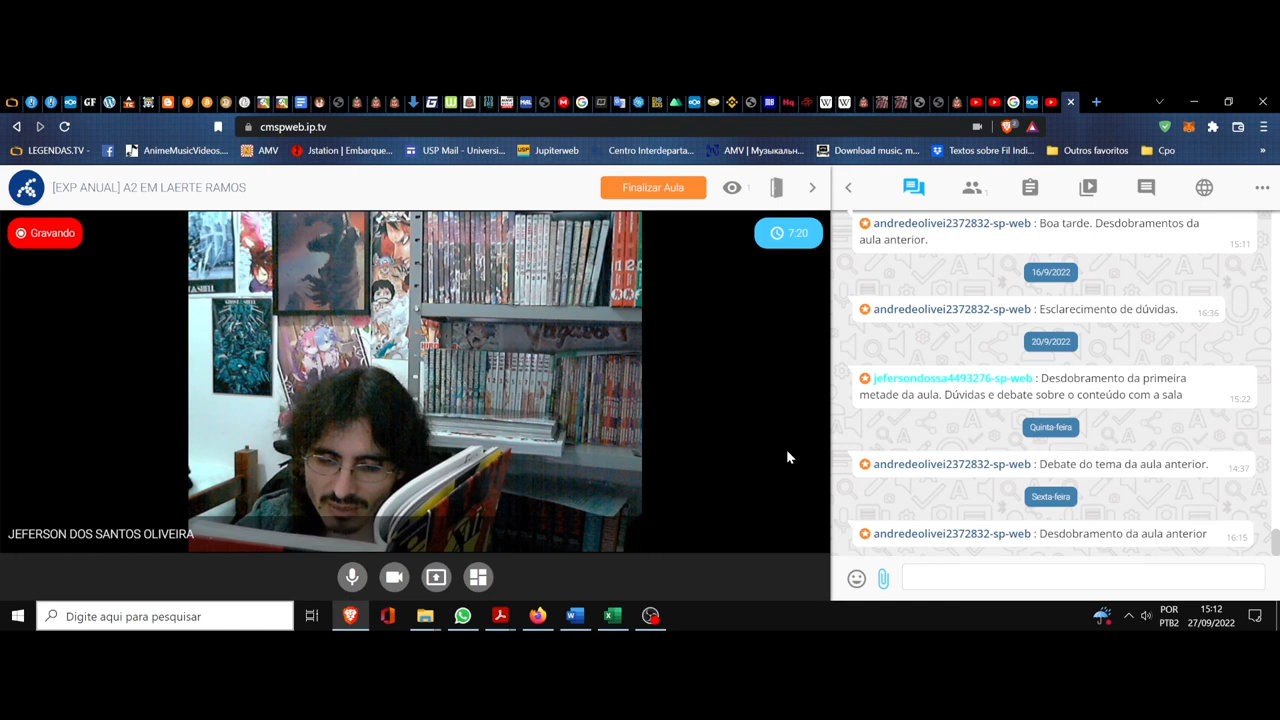 cmspweb.ip.tv
2
LEGENDAS.TV -
AnimeMusicVideos...
AMV
Jstation | Embarque...
USP Mail - Universi...
Jupiterweb
Centro Interdeparta...
AMV | Музыкальн...
Download music, m...
Textos sobre Fil Indi...
Outros favoritos
Cpo
»
[EXP ANUAL] A2 EM LAERTE RAMOS
Finalizar Aula
1
1
Gravando
7:20
JEFERSON DOS SANTOS OLIVEIRA
andredeolivei2372832-sp-web : Boa tarde. Desdobramentos da
aula anterior.
15:11
16/9/2022
andredeolivei2372832-sp-web : Esclarecimento de dúvidas.
16:36
20/9/2022
jefersondossa4493276-sp-web : Desdobramento da primeira
metade da aula. Dúvidas e debate sobre o conteúdo com a sala
15:22
Quinta-feira
andredeolivei2372832-sp-web : Debate do tema da aula anterior.
14:37
Sexta-feira
andredeolivei2372832-sp-web : Desdobramento da aula anterior
16:15
Digite aqui para pesquisar
POR
PTB2
15:12
27/09/2022